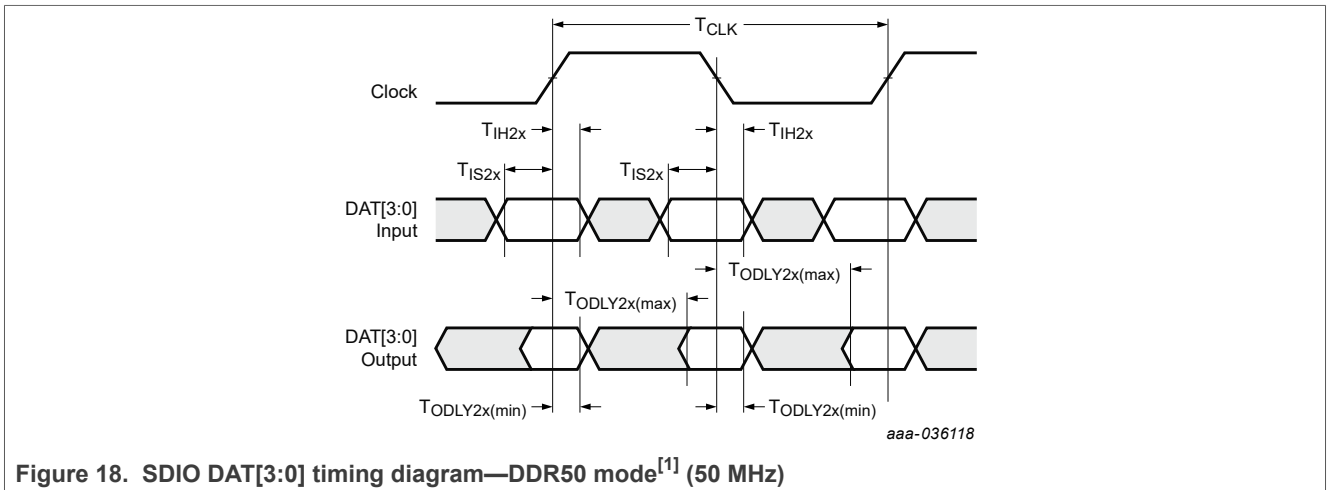 TCLK
Clock
TIH2x
TIH2x
TIS2x
TIS2x
DAT[3:0]
Input
TODLY2x(max)
TODLY2x(max)
DAT[3:0]
Output
TODLY2x(min)
TODLY2x(min)
aaa-036118
Figure 18. SDIO DAT[3:0] timing diagram—DDR50 mode[1] (50 MHz)